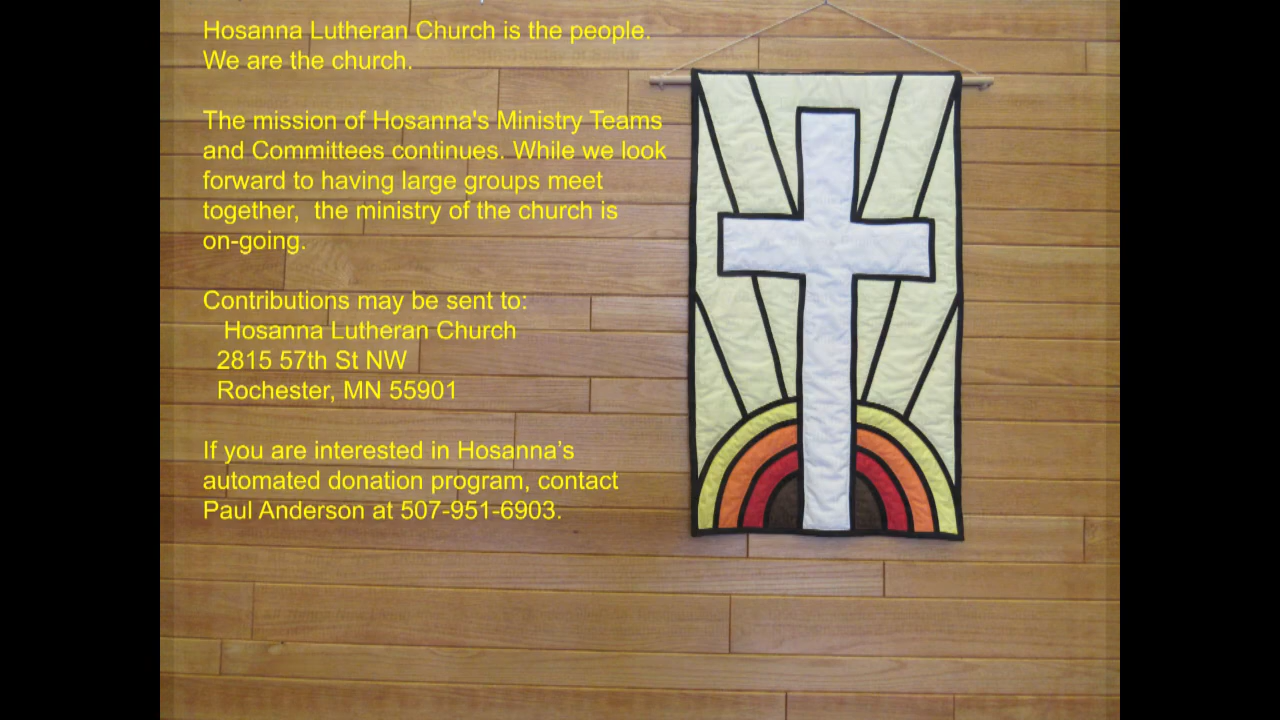 Hosanna Lutheran Church is the people.
We are the church.
The mission of Hosanna's Ministry Teams
and Committees continues. While we look
forward to having large groups meet
together,  the ministry of the church is
on-going.
Contributions may be sent to:
Hosanna Lutheran Church
2815 57th St NW
Rochester, MN 55901
If you are interested in Hosanna’s
automated donation program, contact
Paul Anderson at 507-951-6903.